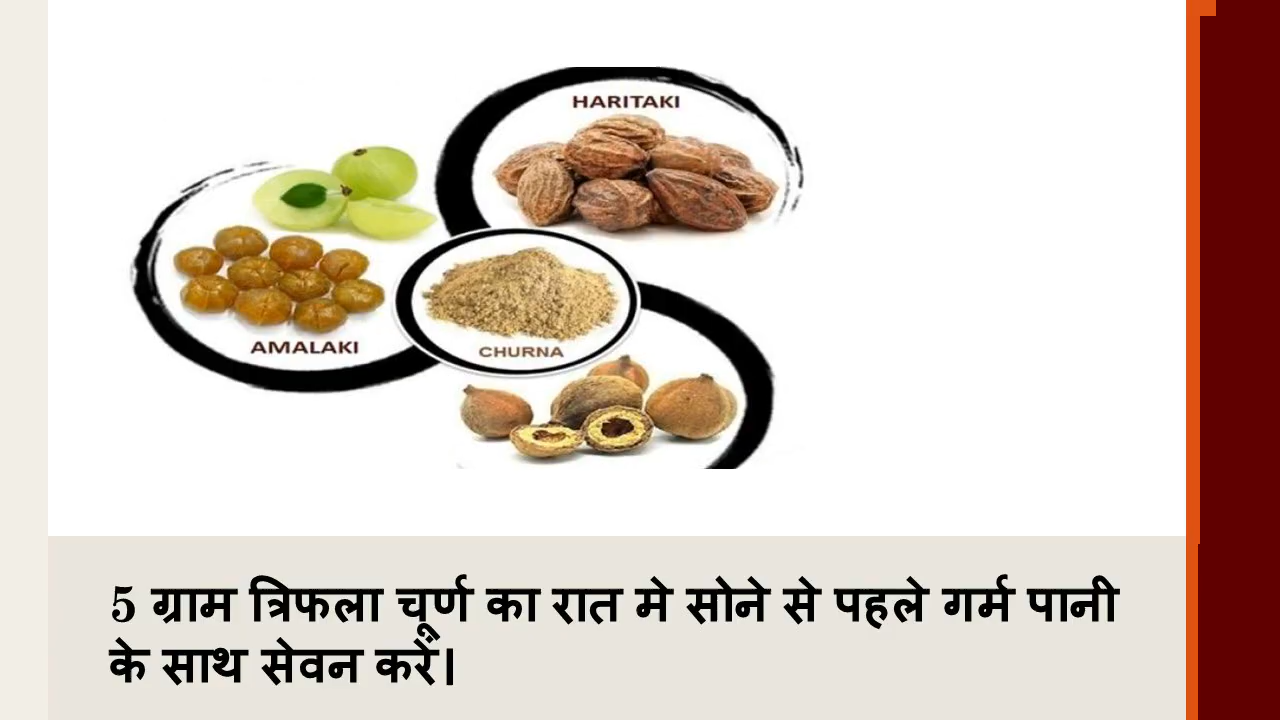 HARITAKI
AMALAKI
CHURNA
5 ग्राम त्रिफला चूर्ण का रात मे सोने से पहले गर्म पानी
के साथ सेवन करें।